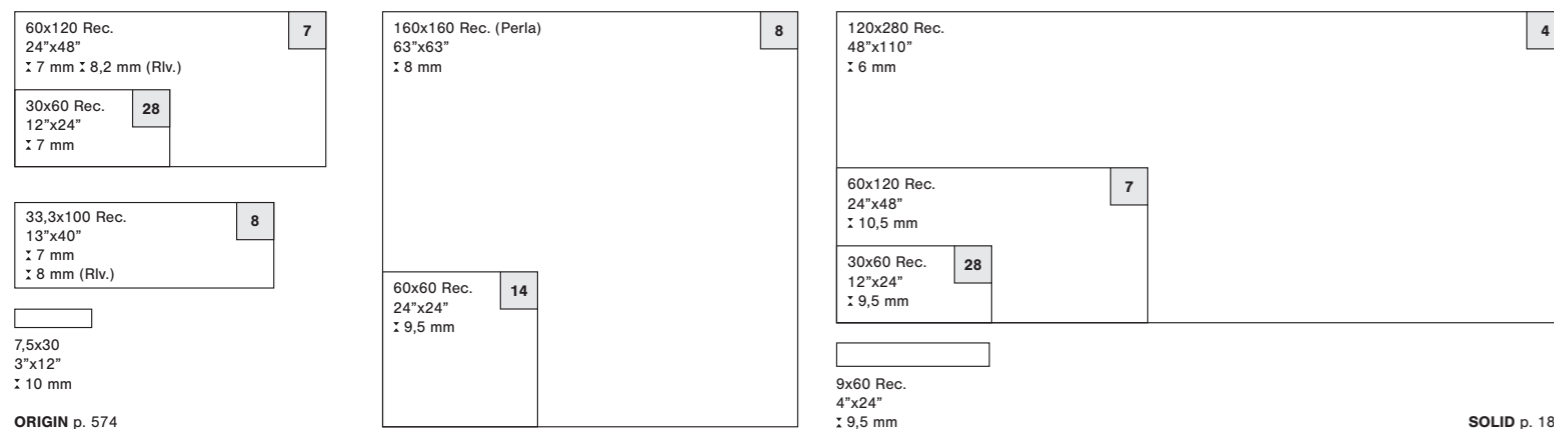 60x120 Rec.
7
24”x48”
7 mm 8,2 mm (Rlv.)
30x60 Rec.
28
12”x24”
7 mm
33,3x100 Rec.
8
13”x40”
7 mm
8 mm (Rlv.)
7,5x30
3”x12”
10 mm
ORIGIN p. 574
160x160 Rec. (Perla)
8
63”x63”
8 mm
60x60 Rec.
14
24”x24”
9,5 mm
120x280 Rec.
4
48”x110”
6 mm
60x120 Rec.
7
24”x48”
10,5 mm
30x60 Rec.
28
12”x24”
9,5 mm
9x60 Rec.
4”x24”
9,5 mm
SOLID p. 18